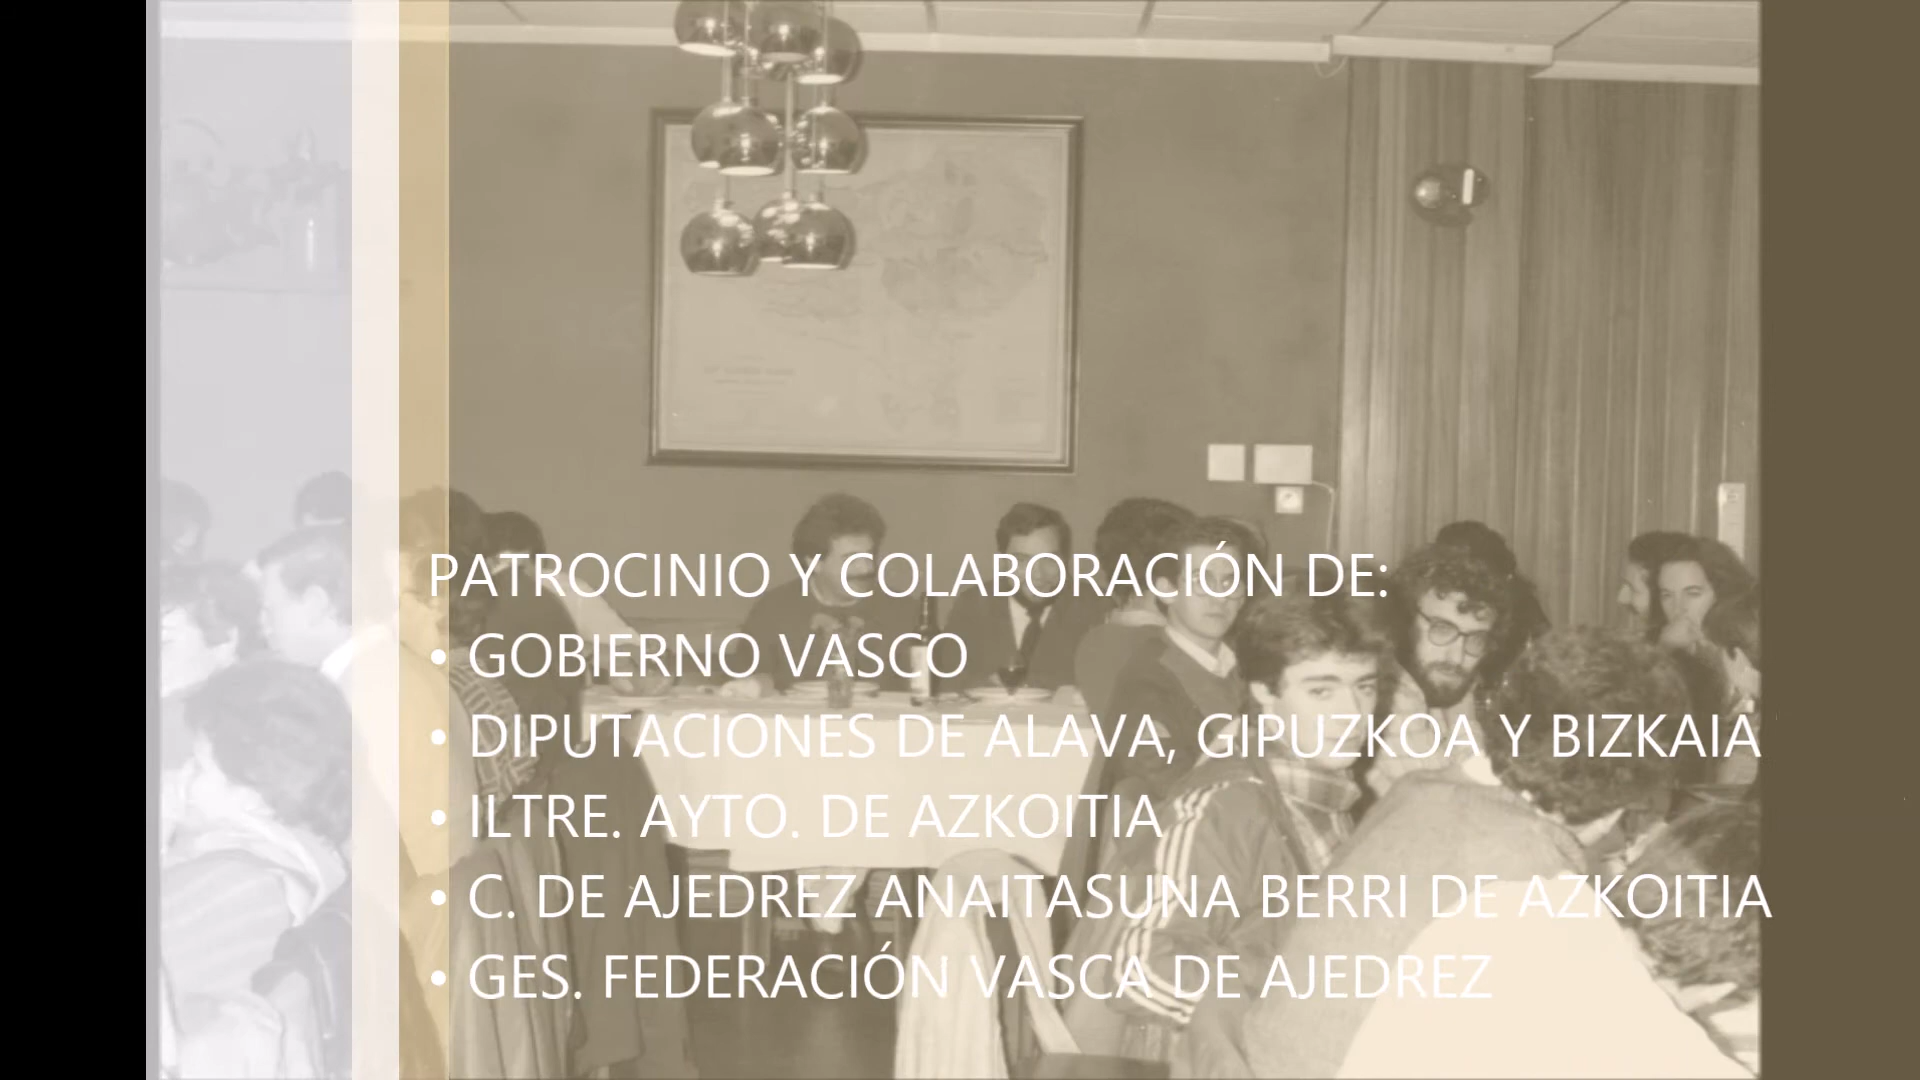 PATROCINIO Y COLABORACIÓN DE:
• GOBIERNO VASCO
• DIPUTACIONES DE ALAVA, GIPUZKOA Y BIZKAIA
• ILTRE. AYTO. DE AZKOITIA
• C. DE AJEDREZ ANAITASUNA BERRI DE AZKOITIA
• GES. FEDERACIÓN VASCA DE AJEDREZ